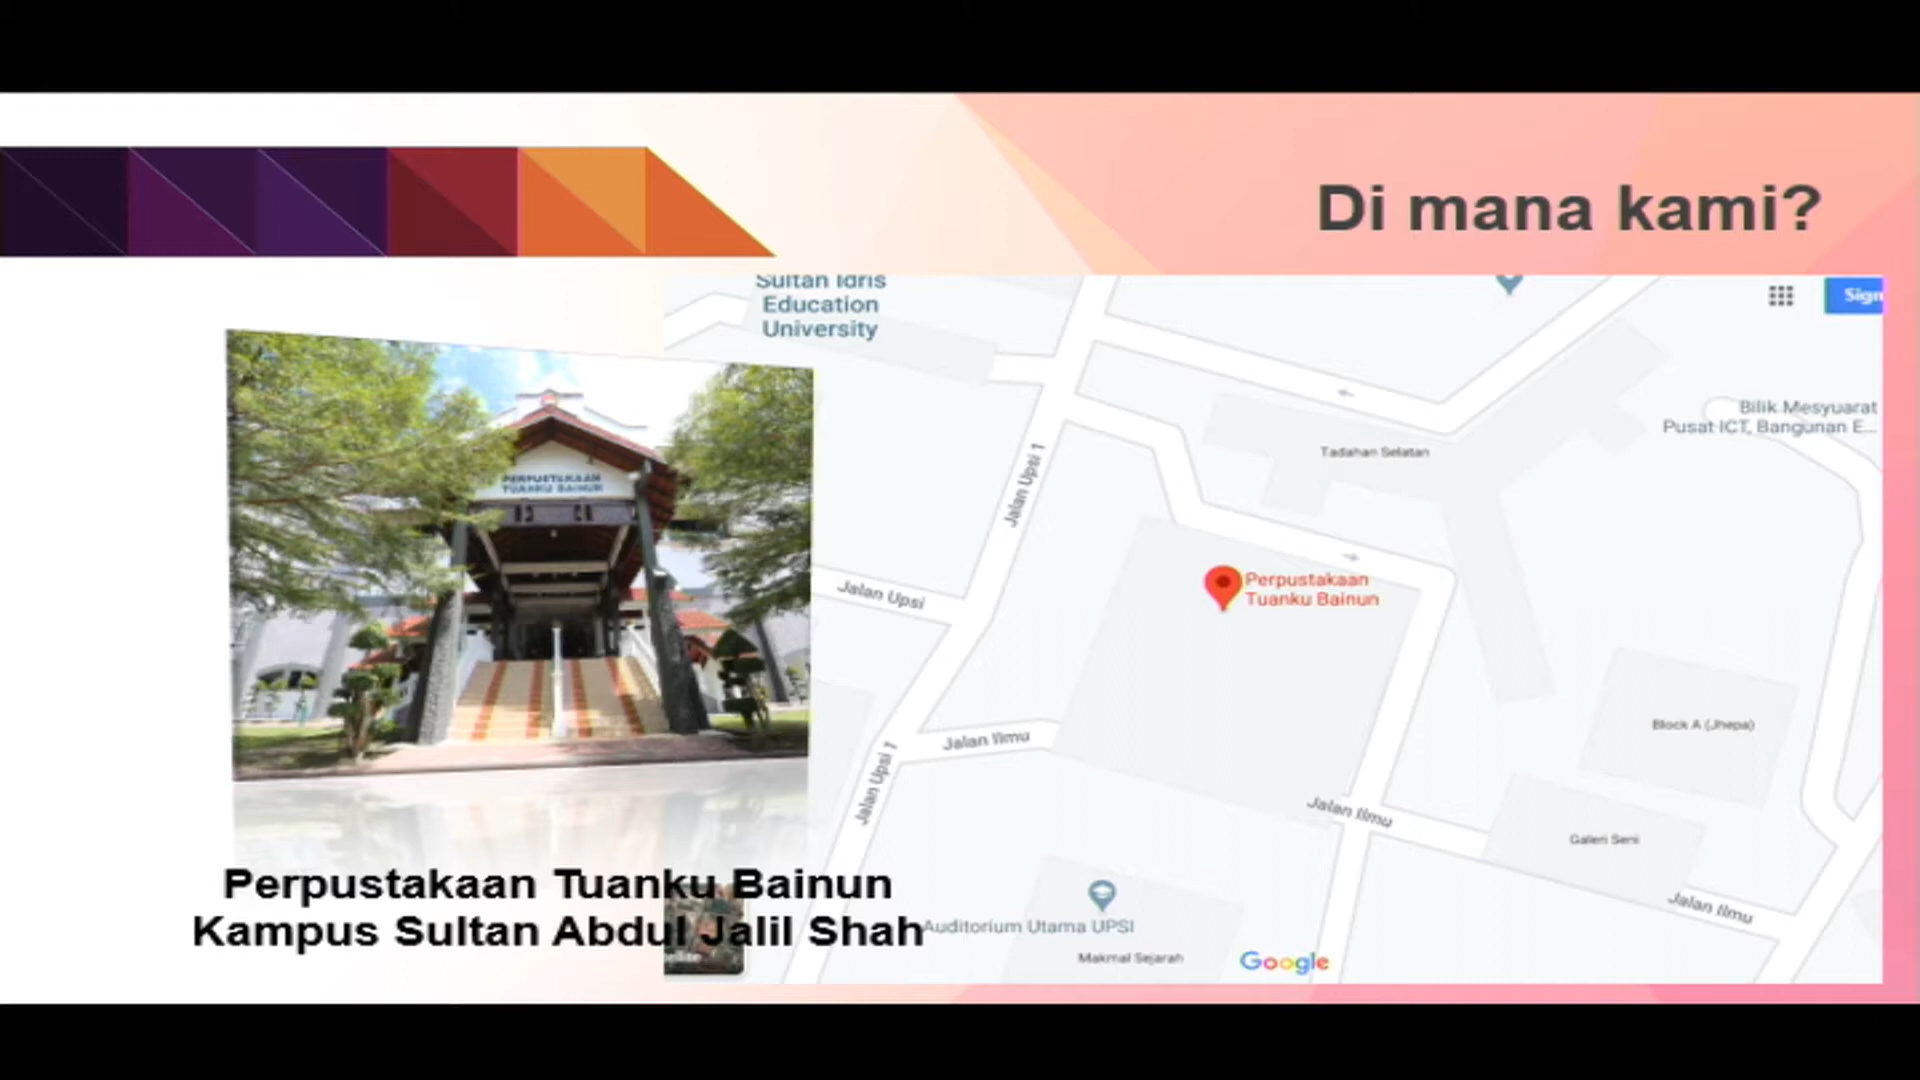 Di mana kami?
Sultan Idris
Education
University
Sign
Bilik Mesyuarat
Pusat ICT, Bangunan E...
Tadahan Selatan
Jalan Upsi 1
PERPUSTAKAAN
TUANKU BAINUN
Perpustakaan
Tuanku Bainun
Jalan Upsi
Block A (Jhepa)
Jalan Ilmu
Jalan Upsi 1
Jalan Ilmu
Galeri Seni
Jalan Ilmu
Perpustakaan Tuanku Bainun
Kampus Sultan Abdul Jalil Shah
Auditorium Utama UPSI
Makmal Sejarah
Google